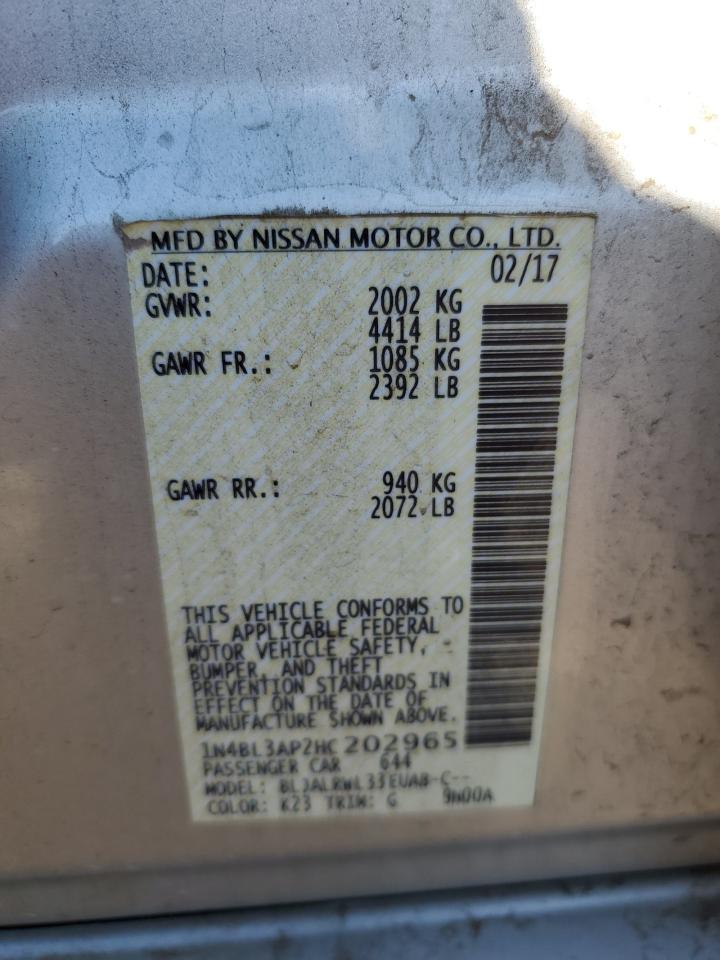 MFD BY NISSAN MOTOR CO., LTD.
DATE: 02/17
GVWR: 2002 KG
4414 LB
GAWR FR.: 1085 KG
2392 LB
GAWR RR.: 940 KG
2072 LB
THIS VEHICLE CONFORMS TO
ALL APPLICABLE FEDERAL
MOTOR VEHICLE SAFETY,
BUMPER, AND THEFT
PREVENTION STANDARDS IN
EFFECT ON THE DATE OF
MANUFACTURE SHOWN ABOVE.
1N4BL3AP2HC202965
PASSENGER CAR 644
MODEL:
COLOR: K23 TRIM: G